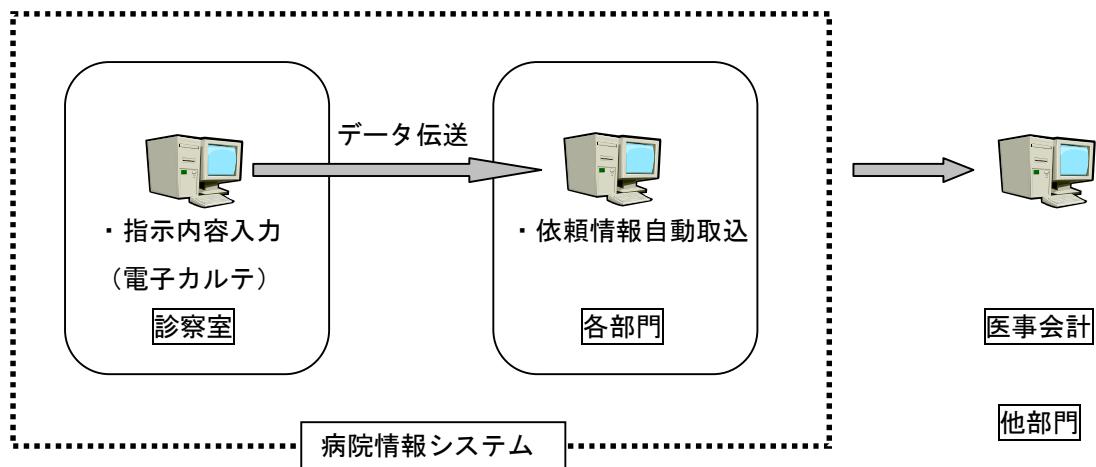 データ伝送
・指示内容入力
（電子カルテ）
診察室
・依頼情報自動取込
各部門
医事会計
他部門
病院情報システム